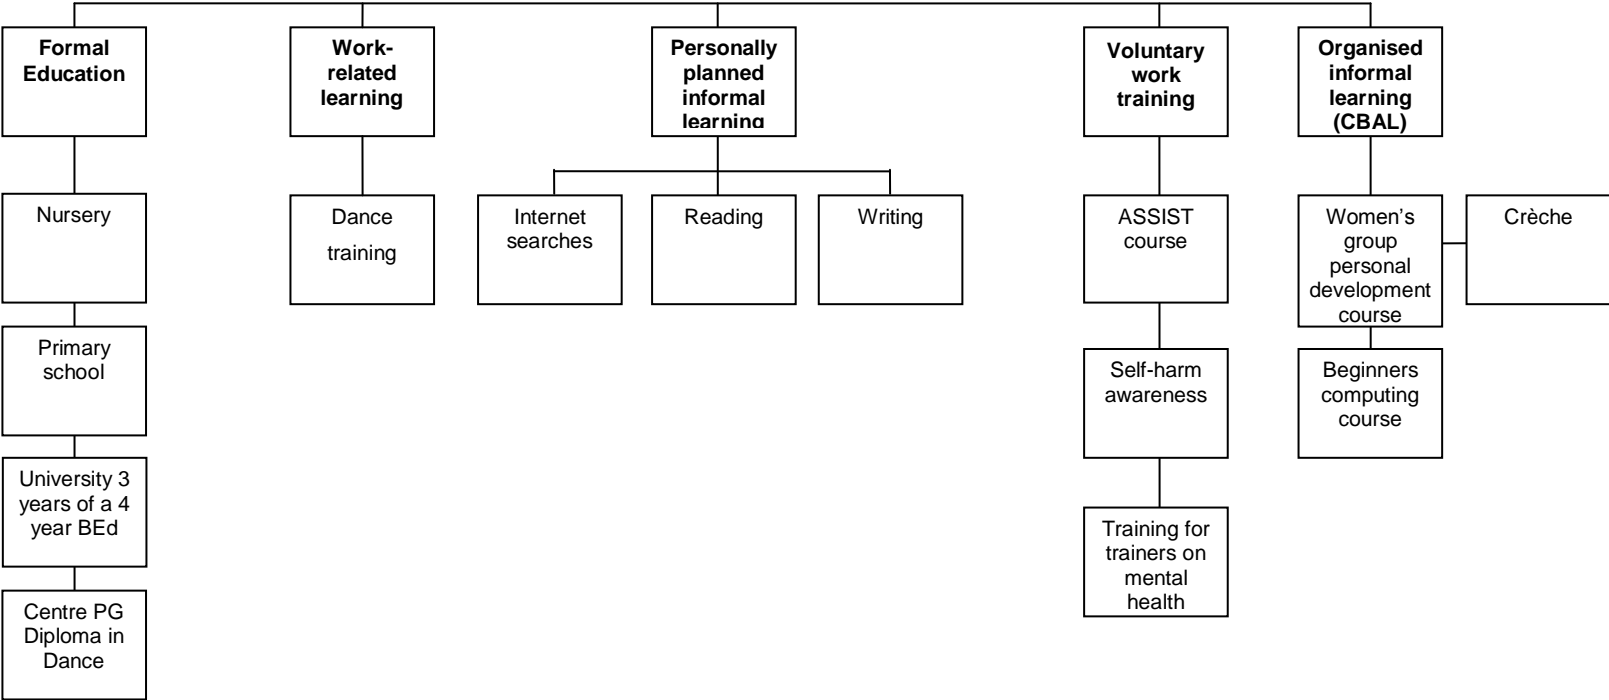 Formal
Education
Work-
related
learning
Personally
planned
informal
learning
Voluntary
work
training
Organised
informal
learning
(CBAL)
Nursery
Dance
training
Internet
searches
Reading
Writing
ASSIST
course
Women’s
group
personal
development
course
Crèche
Primary
school
Self-harm
awareness
Beginners
computing
course
University 3
years of a 4
year BEd
Training for
trainers on
mental
health
Centre PG
Diploma in
Dance